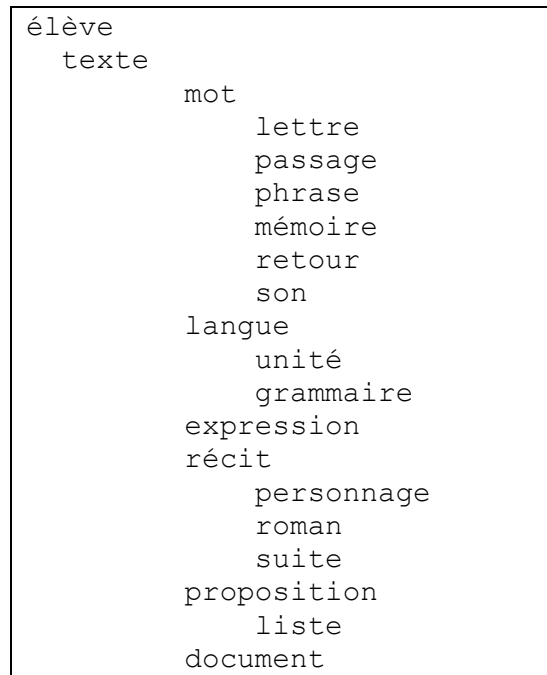 élève
texte
mot
lettre
passage
phrase
mémoire
retour
son
langue
unité
grammaire
expression
récit
personnage
roman
suite
proposition
liste
document